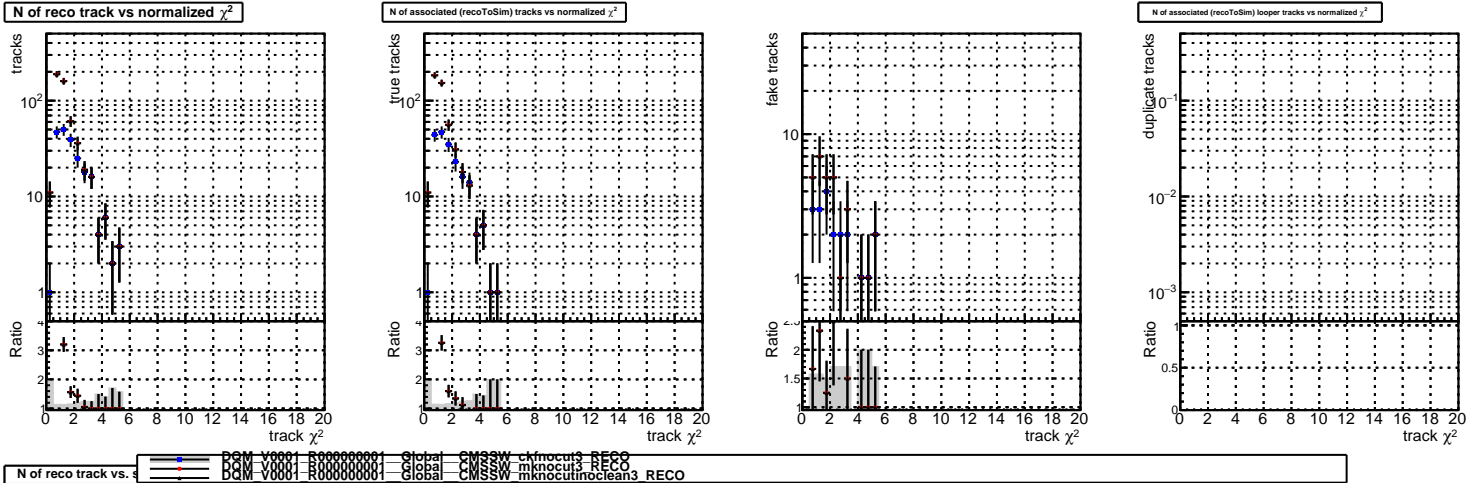 N of reco track vs normalized χ²
N of associated (recoToSim) tracks vs normalized χ²
N of associated (recoToSim) looper tracks vs normalized χ²
tracks
10²
10
1
Ratio
4
3
2
1
0 2 4 6 8 10 12 14 16 18 20
track χ²
true tracks
10²
10
1
Ratio
4
3
2
1
0 2 4 6 8 10 12 14 16 18 20
track χ²
fake tracks
10
1
Ratio
2.5
2
1.5
1
0 2 4 6 8 10 12 14 16 18 20
track χ²
duplicate tracks
10⁻¹
10⁻²
10⁻³
Ratio
1
0.5
0
0 2 4 6 8 10 12 14 16 18 20
track χ²
DQM_V0001_R000000001__Global__CMSSW_ckfnocut3_RECO
DQM_V0001_R000000001__Global__CMSSW_mknocut3_RECO
DQM_V0001_R000000001__Global__CMSSW_mknocutinoclean3_RECO
N of reco track vs. s